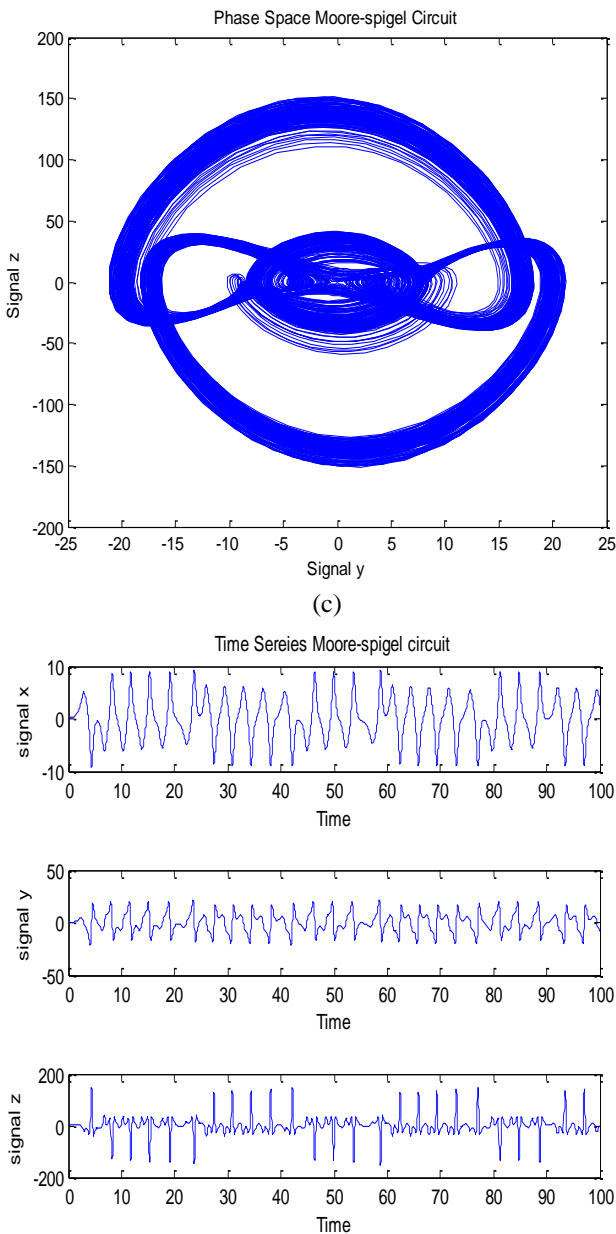 Phase Space Moore-spigel Circuit
200
150
100
50
0
-50
-100
-150
-200
Signal z
-25 -20 -15 -10 -5 0 5 10 15 20 25
Signal y
(c)
Time Sereies Moore-spigel circuit
10
0
-10
signal x
0 10 20 30 40 50 60 70 80 90 100
Time
50
0
-50
signal y
0 10 20 30 40 50 60 70 80 90 100
Time
200
0
-200
signal z
0 10 20 30 40 50 60 70 80 90 100
Time